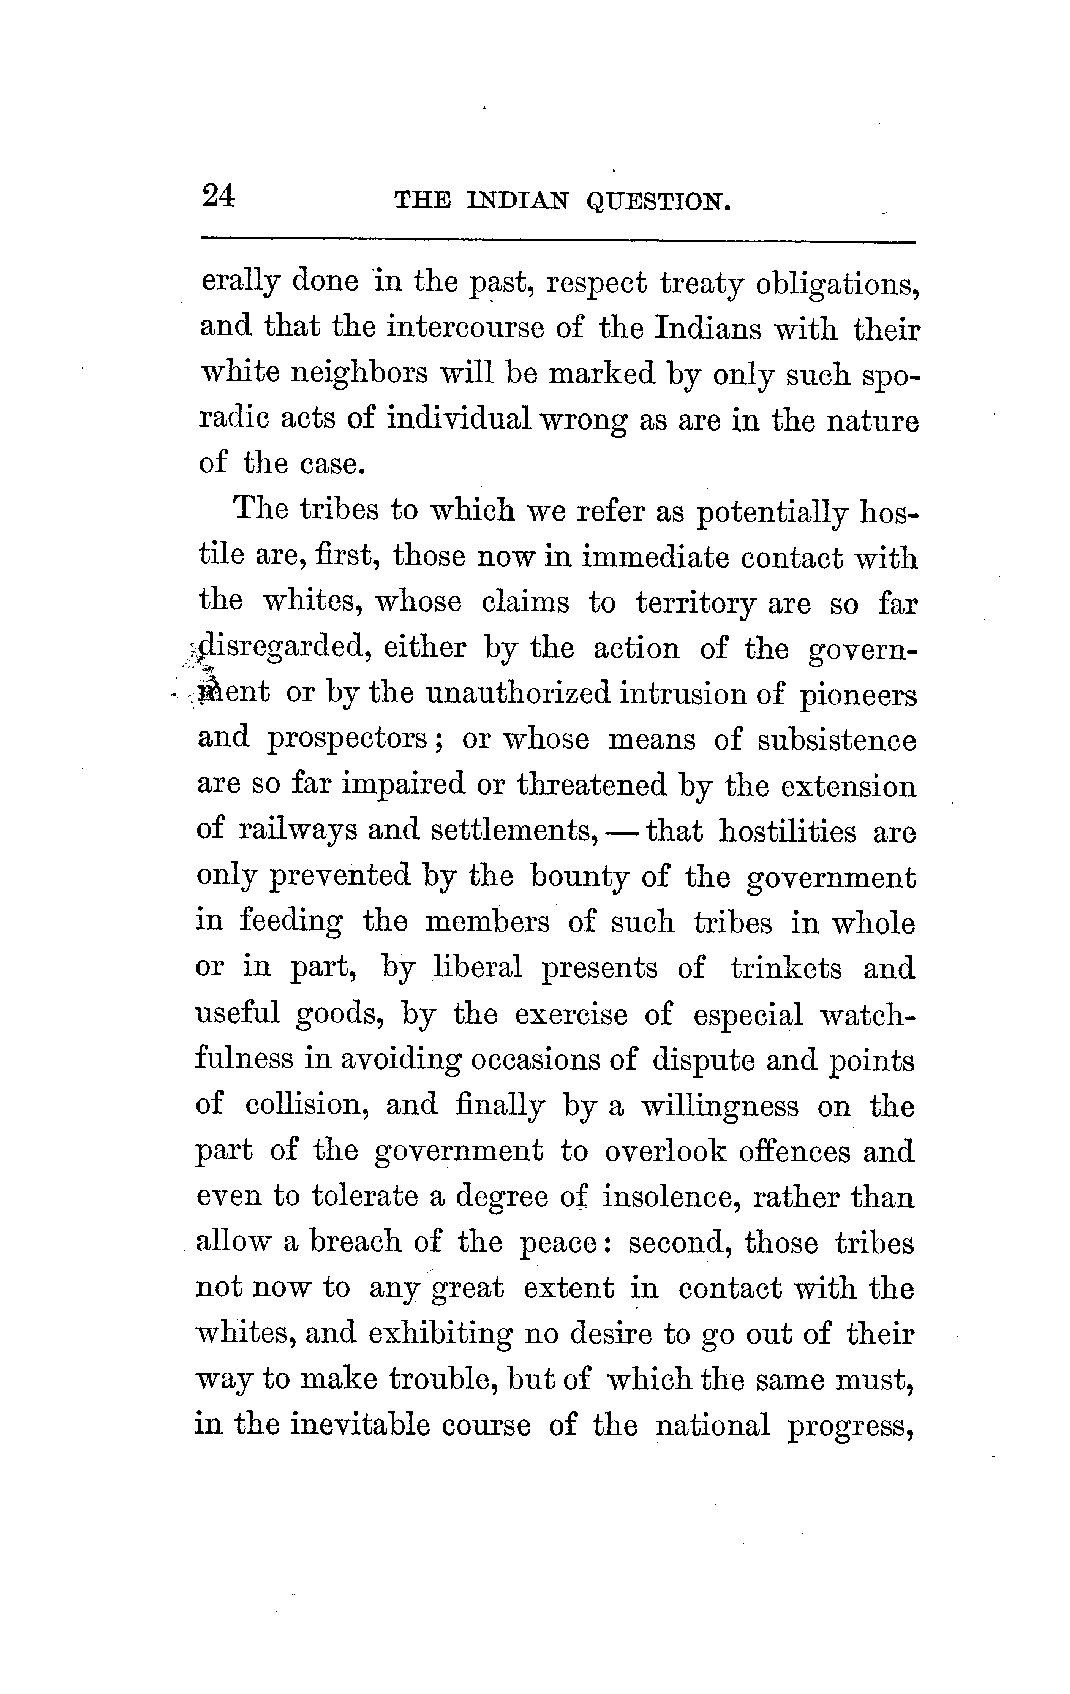 24 THE INDIAN QUESTION.
erally done in the past, respect treaty obligations,
and that the intercourse of the Indians with their
white neighbors will be marked by only such spo-
radic acts of individual wrong as are in the nature
of the case.
The tribes to which we refer as potentially hos-
tile are, first, those now in immediate contact with
the whites, whose claims to territory are so far
disregarded, either by the action of the govern-
ment or by the unauthorized intrusion of pioneers
and prospectors; or whose means of subsistence
are so far impaired or threatened by the extension
of railways and settlements, — that hostilities are
only prevented by the bounty of the government
in feeding the members of such tribes in whole
or in part, by liberal presents of trinkets and
useful goods, by the exercise of especial watch-
fulness in avoiding occasions of dispute and points
of collision, and finally by a willingness on the
part of the government to overlook offences and
even to tolerate a degree of insolence, rather than
allow a breach of the peace: second, those tribes
not now to any great extent in contact with the
whites, and exhibiting no desire to go out of their
way to make trouble, but of which the same must,
in the inevitable course of the national progress,